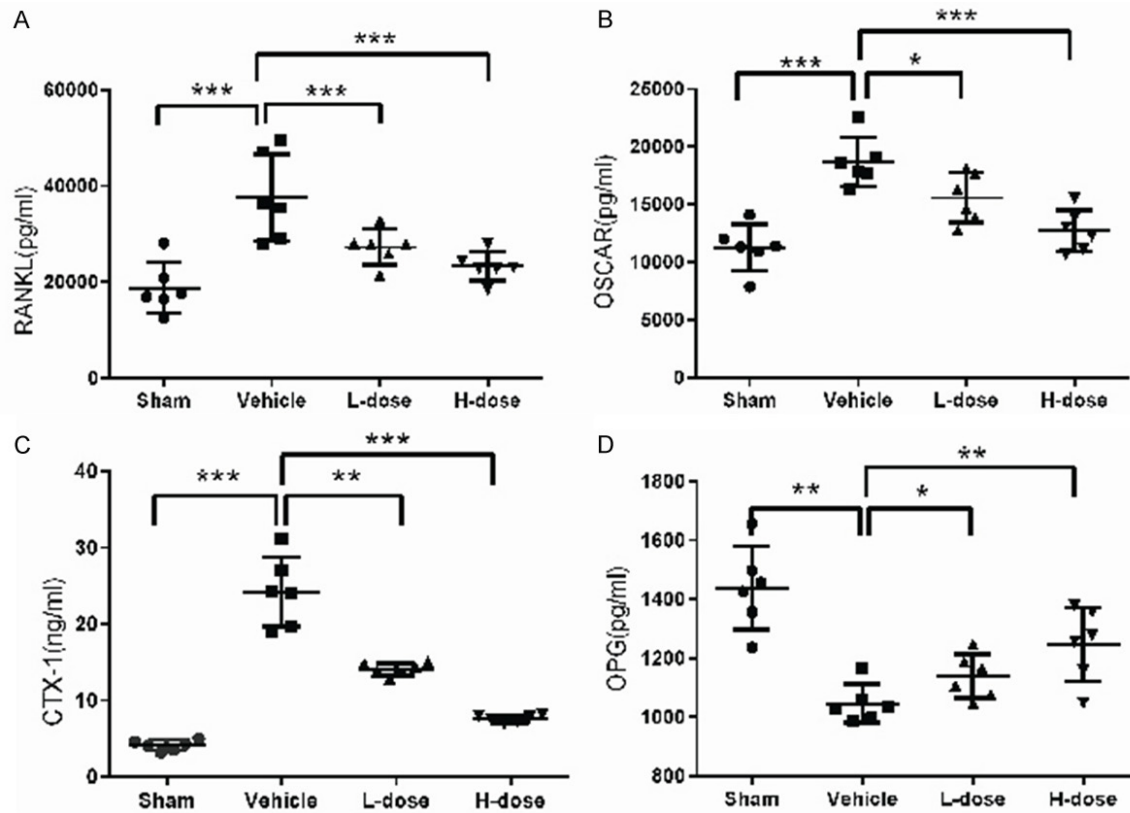 A
RANKL(pg/ml)
***
***
***
60000
40000
20000
0
Sham Vehicle L-dose H-dose
B
OSCAR(pg/ml)
***
***
*
26000
20000
15000
10000
5000
0
Sham Vehicle L-dose H-dose
C
CTX-1(ng/ml)
***
***
**
40
30
20
10
0
Sham Vehicle L-dose H-dose
D
OPG(pg/ml)
**
**
*
1800
1600
1400
1200
1000
800
Sham Vehicle L-dose H-dose